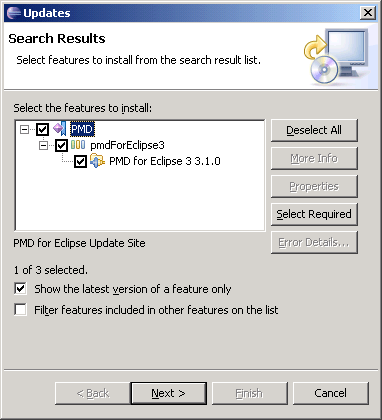 Updates
Search Results
Select features to install from the search result list.
Select the features to install:
PMD
pmdForEclipse3
PMD for Eclipse 3 3.1.0
Deselect All
More Info
Properties
Select Required
Error Details...
PMD for Eclipse Update Site
1 of 3 selected.
Show the latest version of a feature only
Filter features included in other features on the list
< Back
Next >
Finish
Cancel